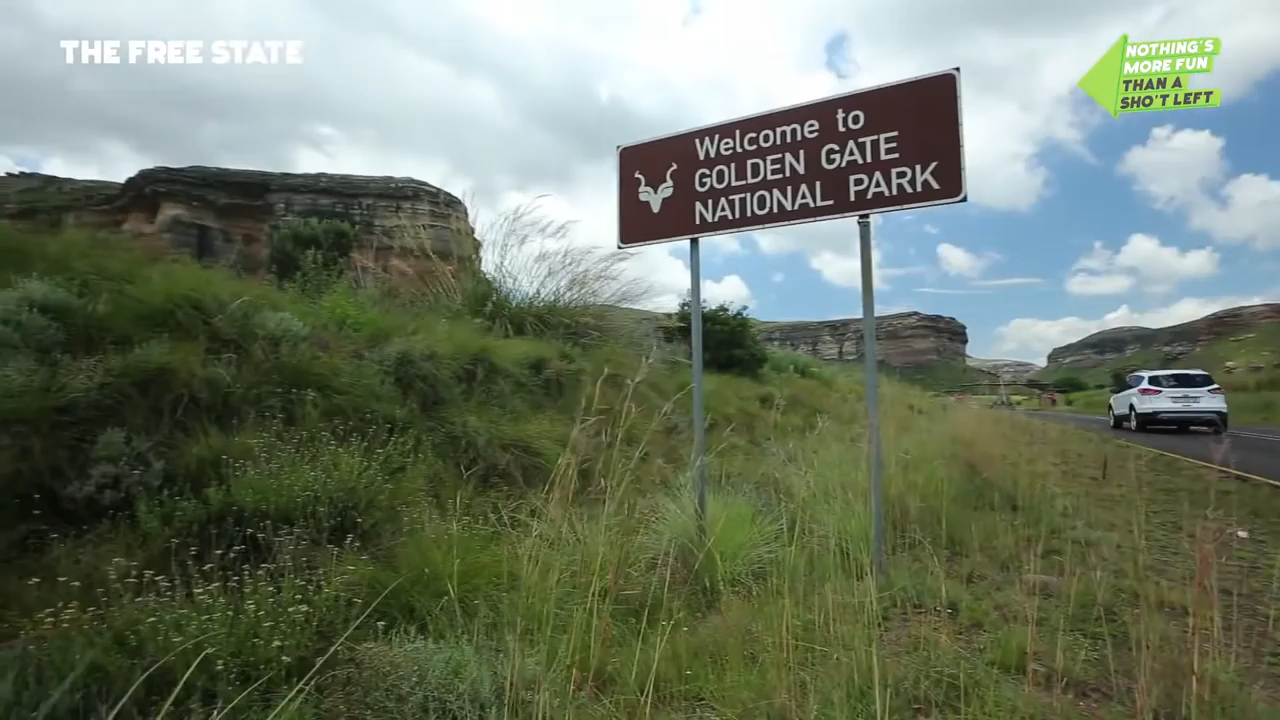 THE FREE STATE
NOTHING'S
MORE FUN
THAN A
SHO'T LEFT
Welcome to
GOLDEN GATE
NATIONAL PARK